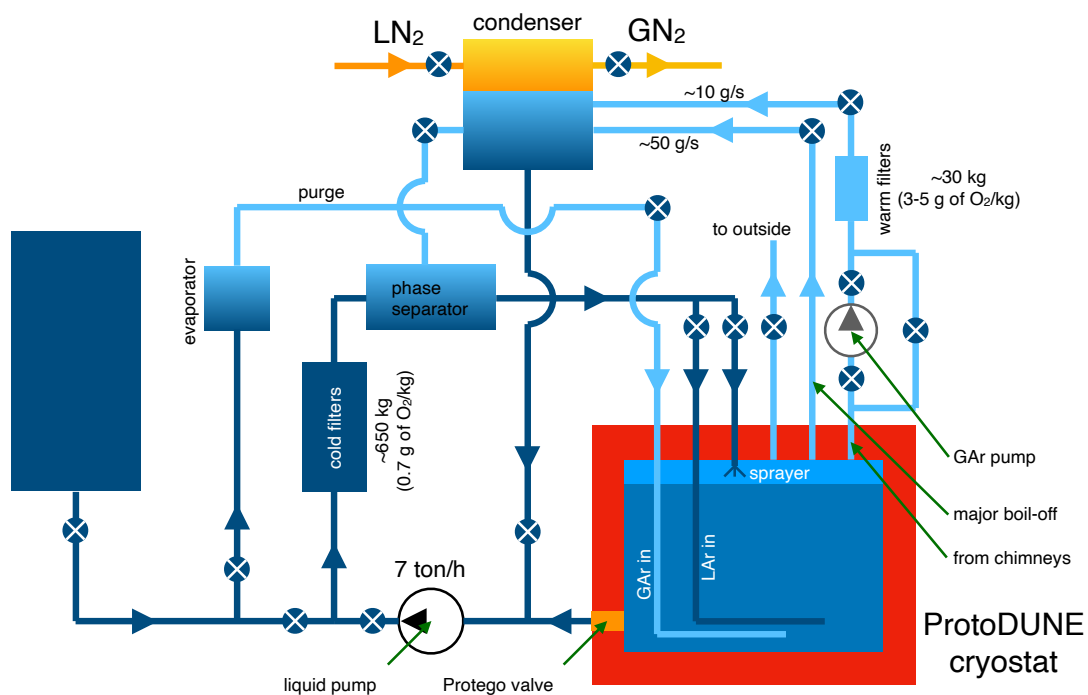 condenser
LN₂
GN₂
~10 g/s
~50 g/s
purge
~30 kg
(3-5 g of O₂/kg)
warm filters
to outside
evaporator
phase
separator
cold filters
~650 kg
(0.7 g of O₂/kg)
sprayer
GAr pump
major boil-off
from chimneys
GAr in
LAr in
7 ton/h
ProtoDUNE
cryostat
liquid pump
Protego valve